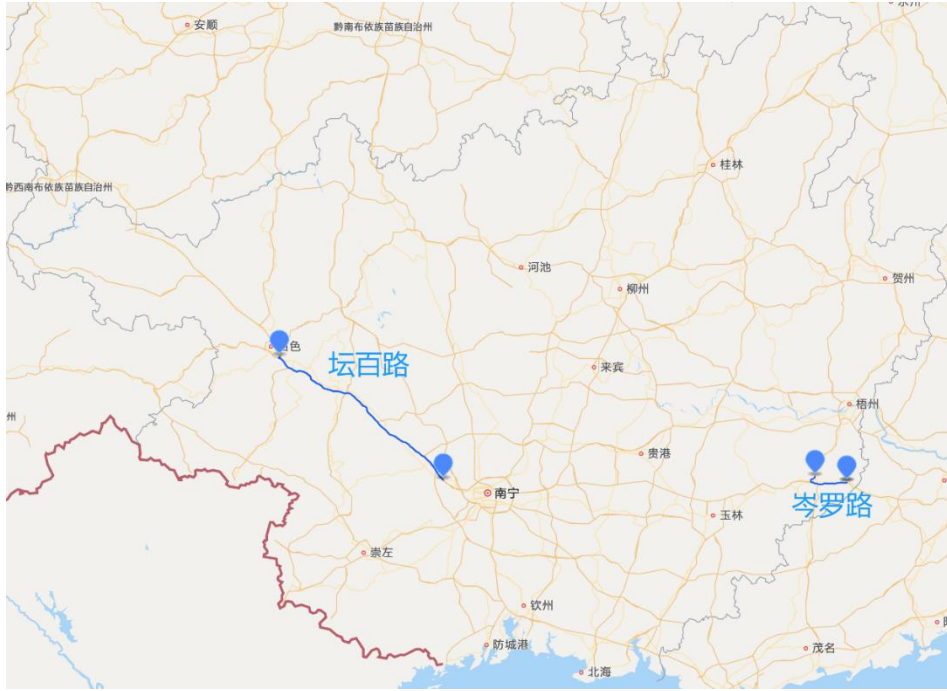 安顺
黔南布依族苗族自治州
桂林
黔西南布依族苗族自治州
河池
贺州
柳州
色
坛百路
来宾
梧州
州
贵港
南宁
岑罗路
玉林
崇左
钦州
防城港
茂名
北海